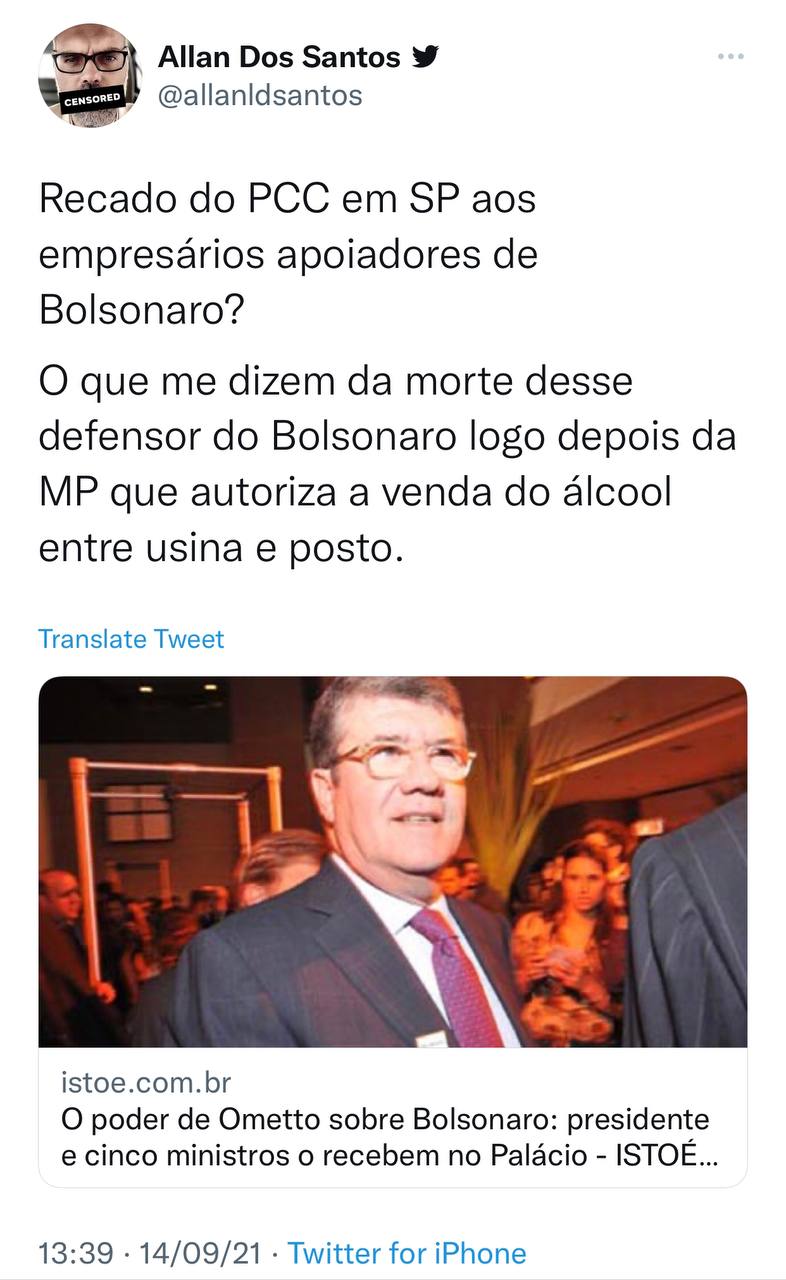 Allan Dos Santos
CENSORED
@allanldsantos
Recado do PCC em SP aos
empresários apoiadores de
Bolsonaro?
O que me dizem da morte desse
defensor do Bolsonaro logo depois da
MP que autoriza a venda do álcool
entre usina e posto.
Translate Tweet
istoe.com.br
O poder de Ometto sobre Bolsonaro: presidente
e cinco ministros o recebem no Palácio - ISTOÉ...
13:39 · 14/09/21 · Twitter for iPhone